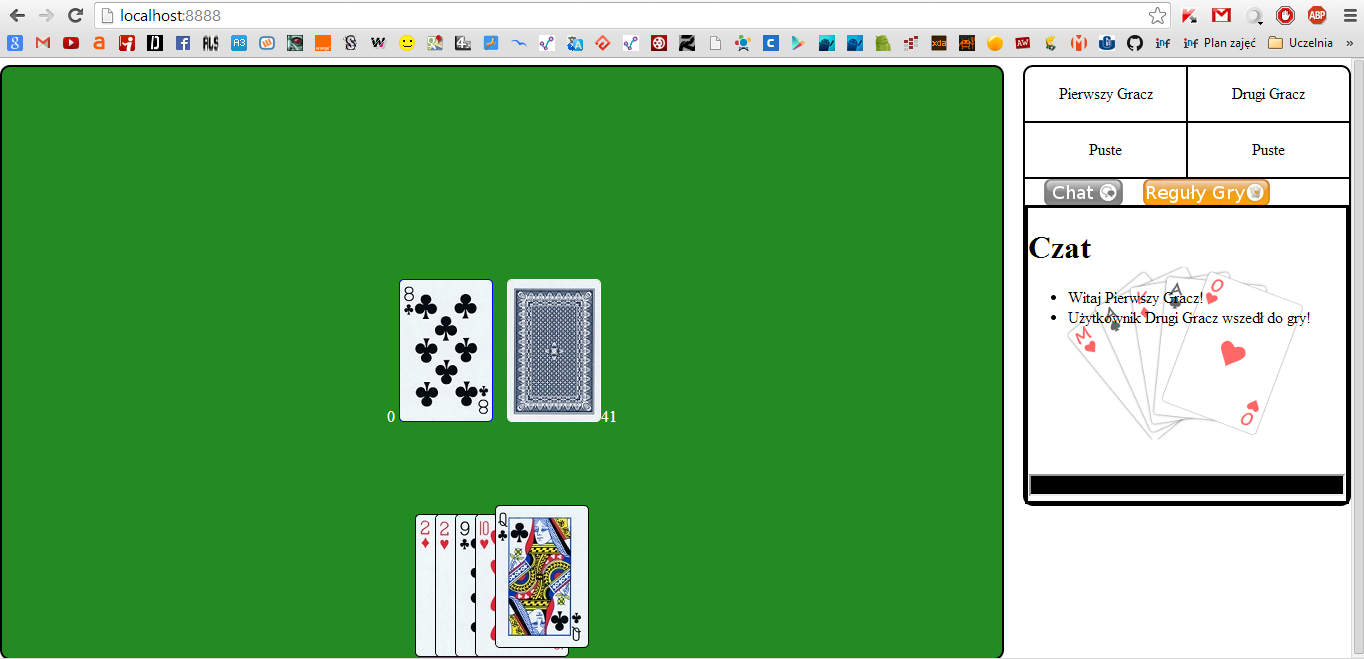 localhost:8888
Plan zajęć
Uczelnia
»
Pierwszy Gracz
Drugi Gracz
Puste
Puste
Chat
Reguły Gry
Czat
Witaj Pierwszy Gracz!
Użytkownik Drugi Gracz wszedł do gry!
8
8
0
41
2
2
9
10
Q
Q